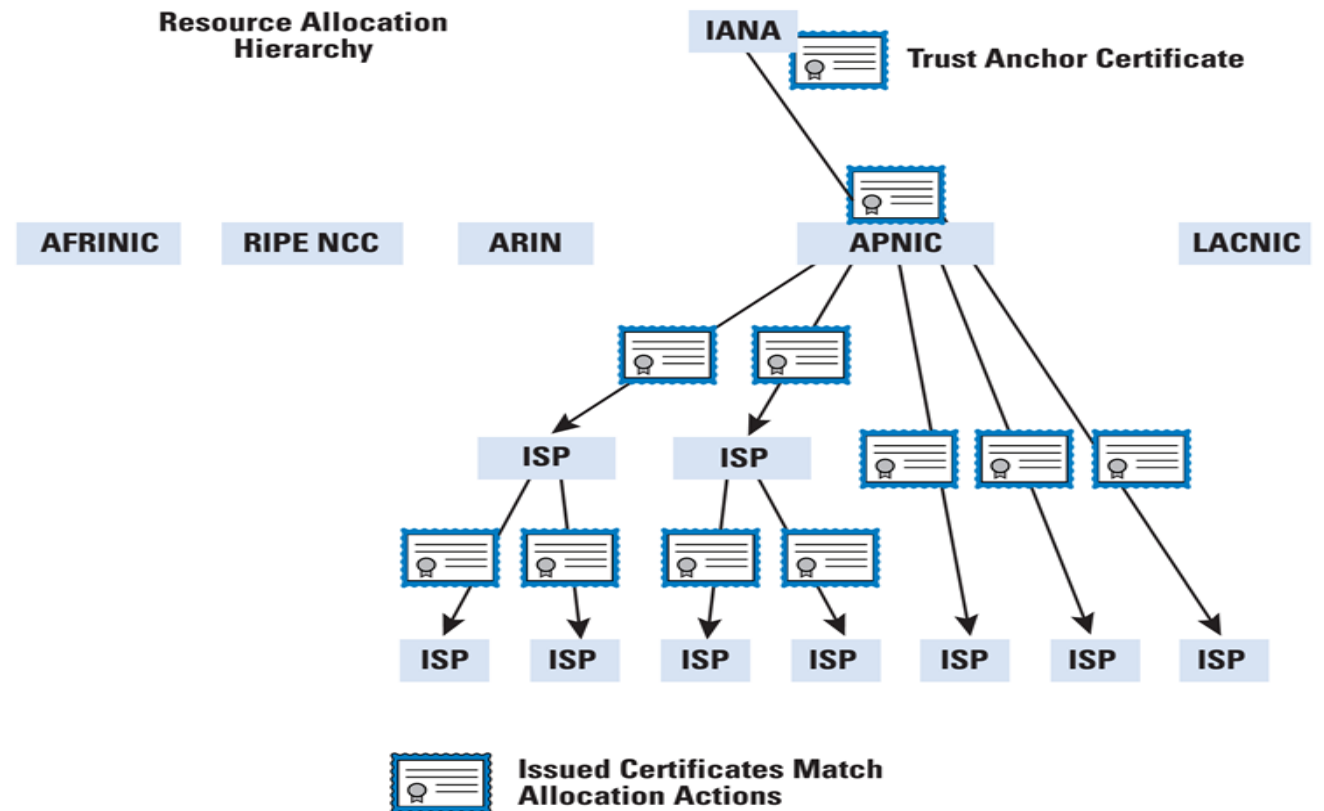 Resource Allocation
Hierarchy
IANA
Trust Anchor Certificate
AFRINIC
RIPE NCC
ARIN
APNIC
LACNIC
ISP
ISP
ISP
ISP
ISP
ISP
ISP
ISP
ISP
Issued Certificates Match
Allocation Actions